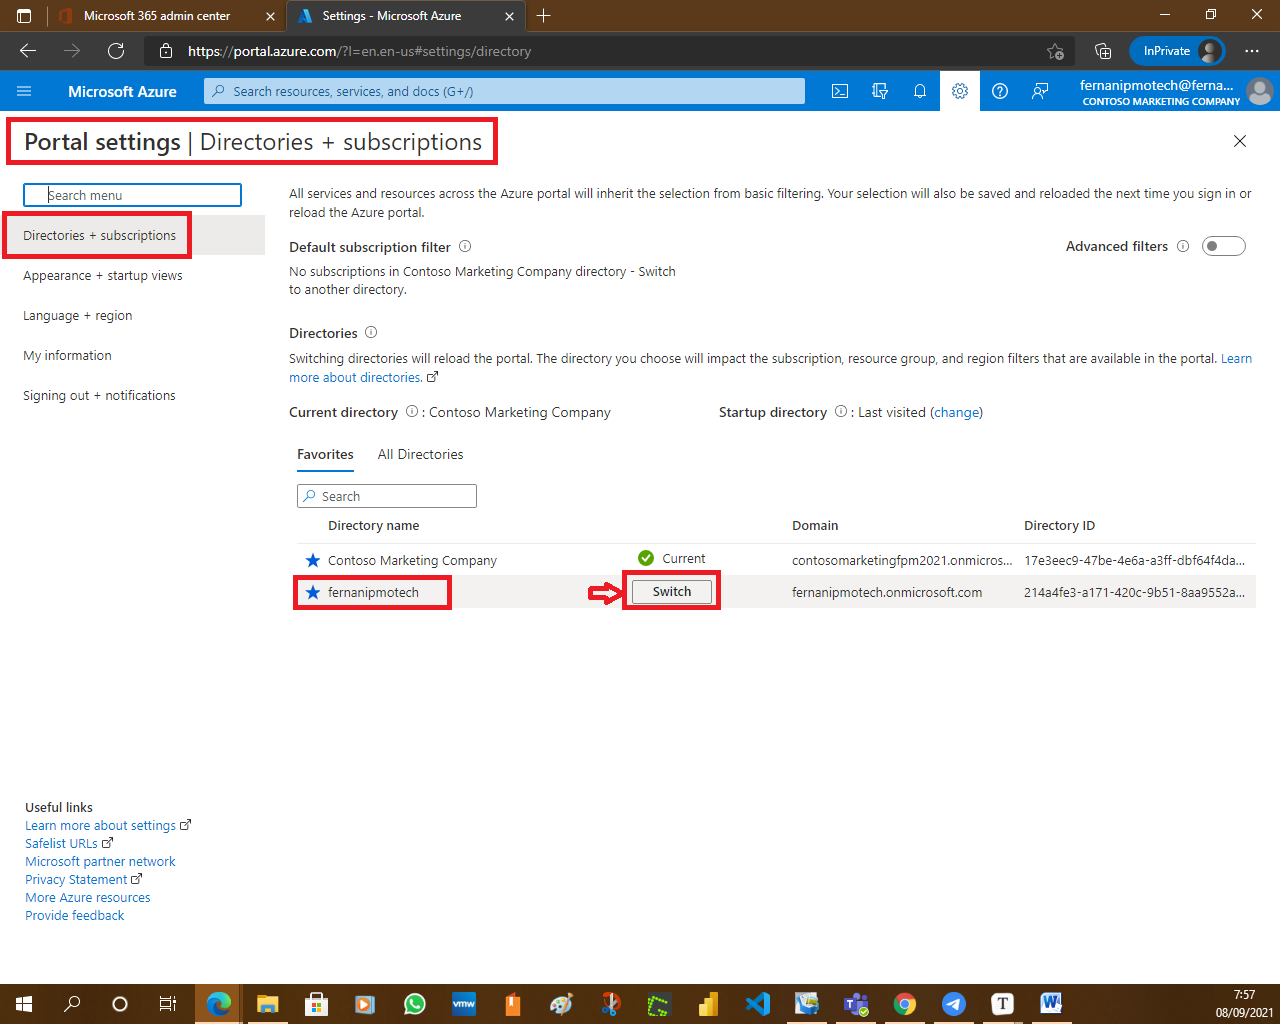 Microsoft 365 admin center
Settings - Microsoft Azure
https://portal.azure.com/?l=en.en-us#settings/directory
InPrivate
Microsoft Azure
Search resources, services, and docs (G+/)
fernanipmotech@ferna...
CONTOSO MARKETING COMPANY
Portal settings | Directories + subscriptions
Search menu
Directories + subscriptions
Appearance + startup views
Language + region
My information
Signing out + notifications
All services and resources across the Azure portal will inherit the selection from basic filtering. Your selection will also be saved and reloaded the next time you sign in or
reload the Azure portal.
Default subscription filter
Advanced filters
No subscriptions in Contoso Marketing Company directory - Switch
to another directory.
Directories
Switching directories will reload the portal. The directory you choose will impact the subscription, resource group, and region filters that are available in the portal. Learn
more about directories.
Current directory : Contoso Marketing Company
Startup directory : Last visited (change)
Favorites All Directories
Search
Directory name Domain Directory ID
Contoso Marketing Company Current contosomarketingfpm2021.onmicros... 17e3eec9-47be-4e6a-a3ff-dbf64f4da...
fernanipmotech Switch fernanipmotech.onmicrosoft.com 214a4fe3-a171-420c-9b51-8aa9552a...
Useful links
Learn more about settings
Safelist URLs
Microsoft partner network
Privacy Statement
More Azure resources
Provide feedback
vmw
T
W
7:57
08/09/2021